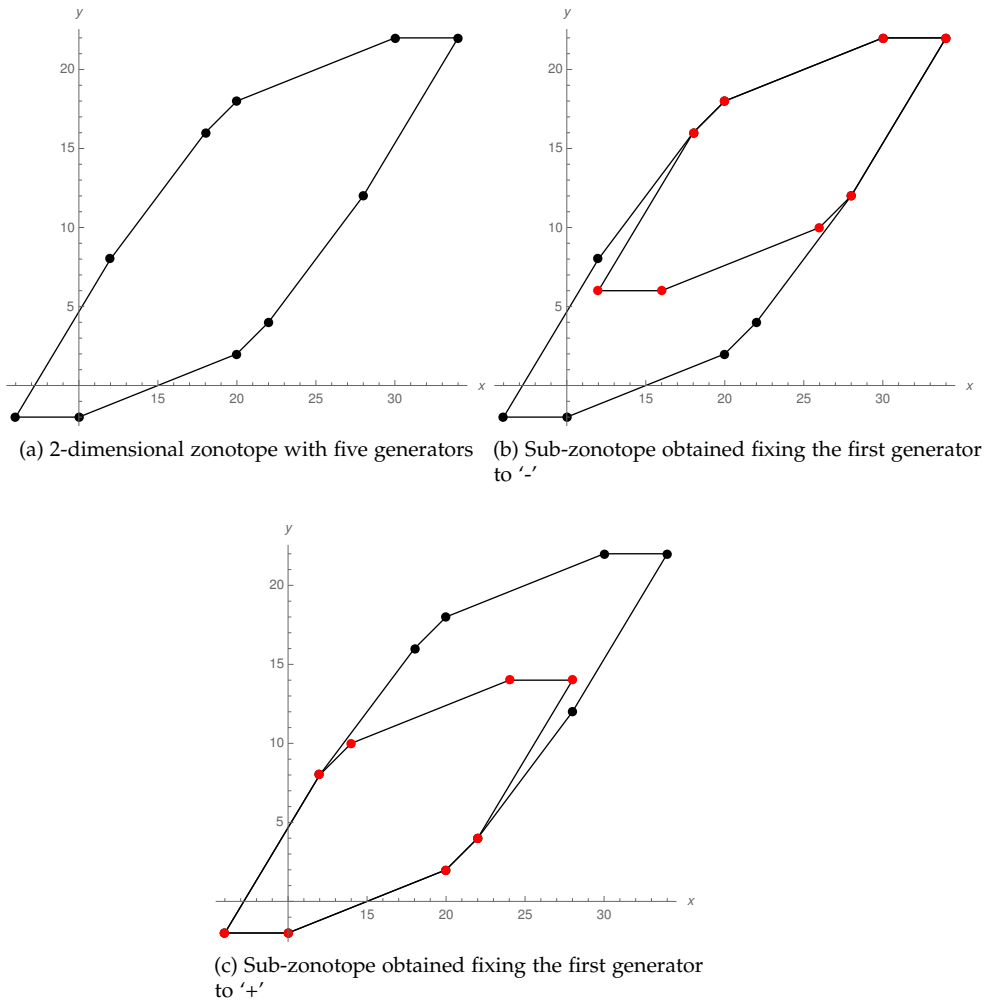 y
20
15
10
5
15
20
25
30
x
(a) 2-dimensional zonotope with five generators
y
20
15
10
5
15
20
25
30
x
(b) Sub-zonotope obtained fixing the first generator
to ‘-’
y
20
15
10
5
15
20
25
30
x
(c) Sub-zonotope obtained fixing the first generator
to ‘+’